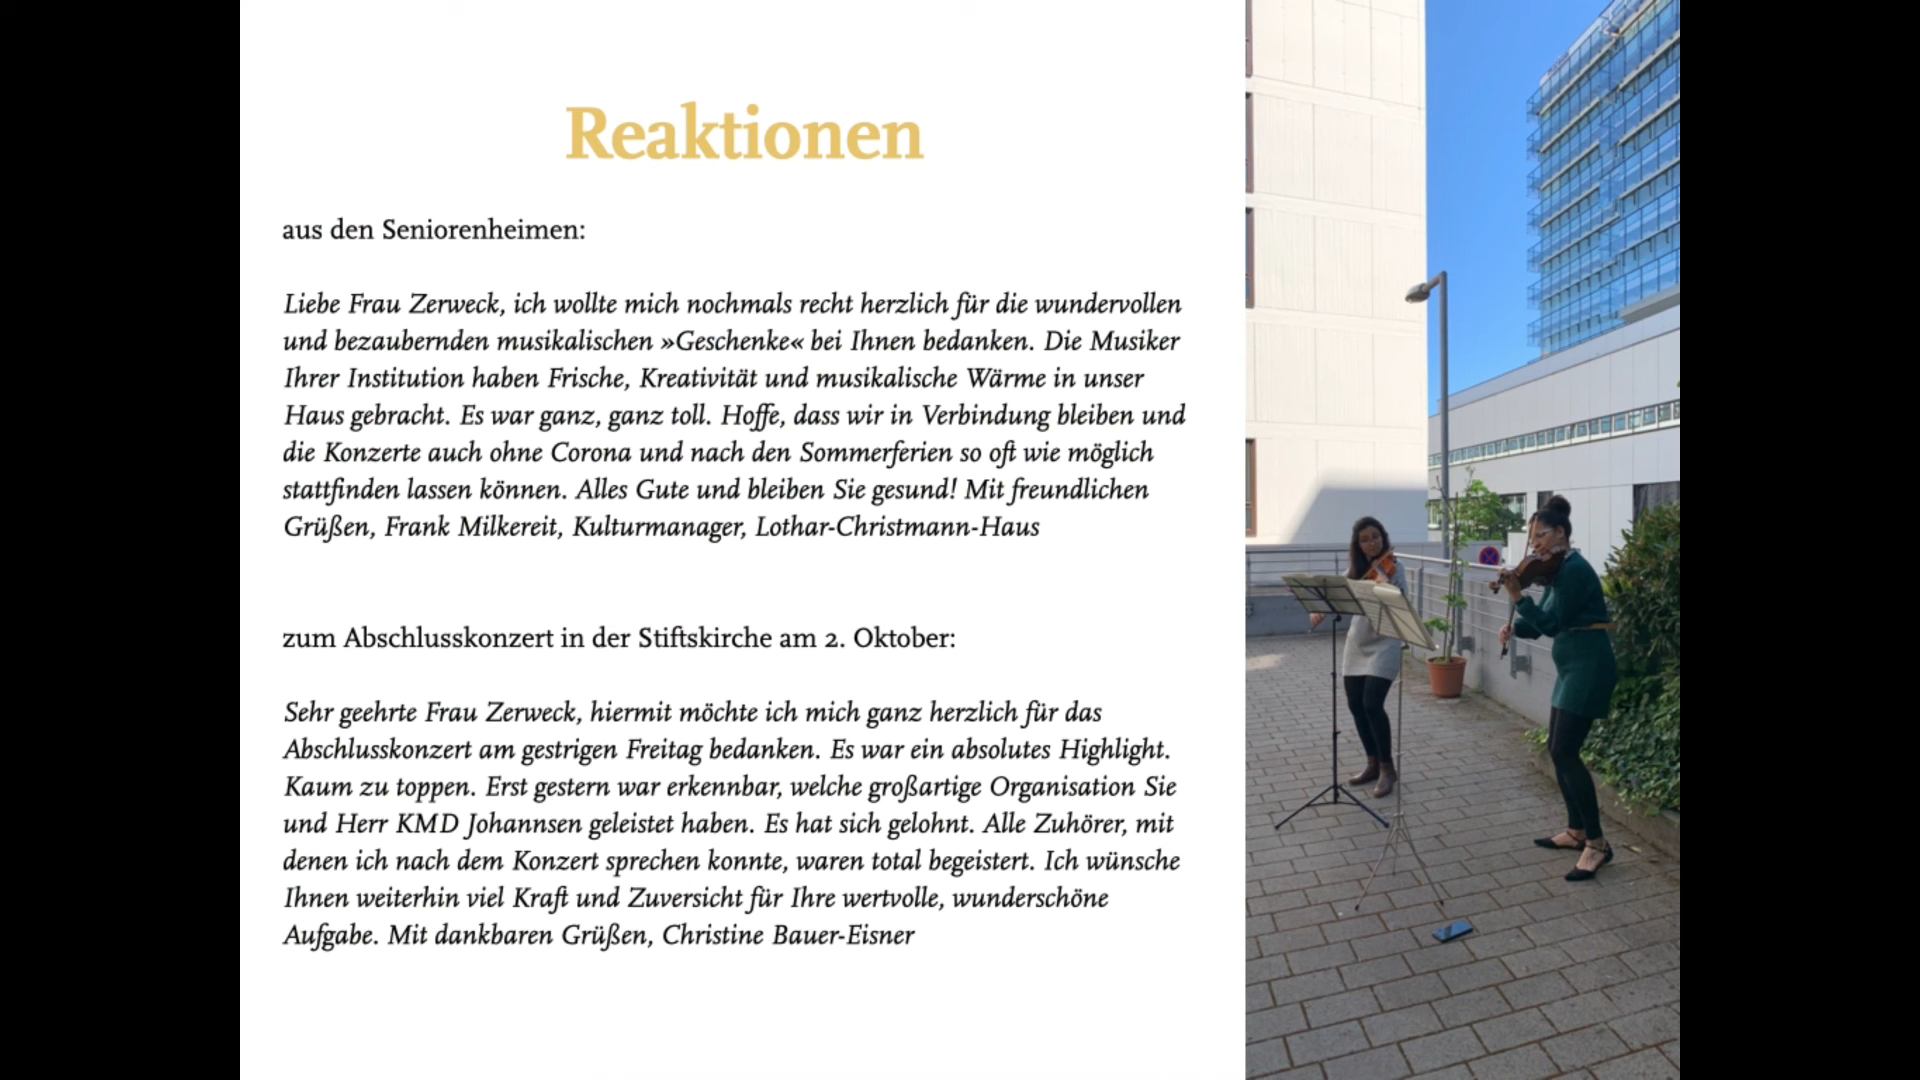 Reaktionen
aus den Seniorenheimen:
Liebe Frau Zerweck, ich wollte mich nochmals recht herzlich für die wundervollen
und bezaubernden musikalischen »Geschenke« bei Ihnen bedanken. Die Musiker
Ihrer Institution haben Frische, Kreativität und musikalische Wärme in unser
Haus gebracht. Es war ganz, ganz toll. Hoffe, dass wir in Verbindung bleiben und
die Konzerte auch ohne Corona und nach den Sommerferien so oft wie möglich
stattfinden lassen können. Alles Gute und bleiben Sie gesund! Mit freundlichen
Grüßen, Frank Milkereit, Kulturmanager, Lothar-Christmann-Haus
zum Abschlusskonzert in der Stiftskirche am 2. Oktober:
Sehr geehrte Frau Zerweck, hiermit möchte ich mich ganz herzlich für das
Abschlusskonzert am gestrigen Freitag bedanken. Es war ein absolutes Highlight.
Kaum zu toppen. Erst gestern war erkennbar, welche großartige Organisation Sie
und Herr KMD Johannsen geleistet haben. Es hat sich gelohnt. Alle Zuhörer, mit
denen ich nach dem Konzert sprechen konnte, waren total begeistert. Ich wünsche
Ihnen weiterhin viel Kraft und Zuversicht für Ihre wertvolle, wunderschöne
Aufgabe. Mit dankbaren Grüßen, Christine Bauer-Eisner